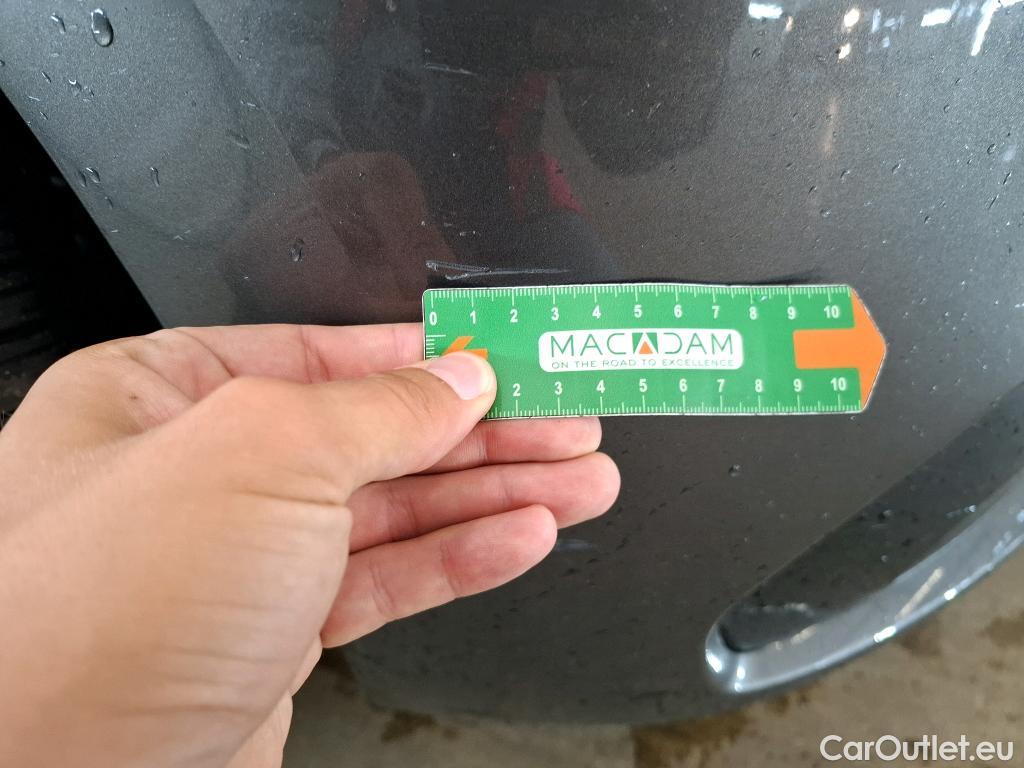 0 1 2 3 4 5 6 7 8 9 10
MACADAM
ON THE ROAD TO EXCELLENCE
2 3 4 5 6 7 8 9 10
CarOutlet.eu